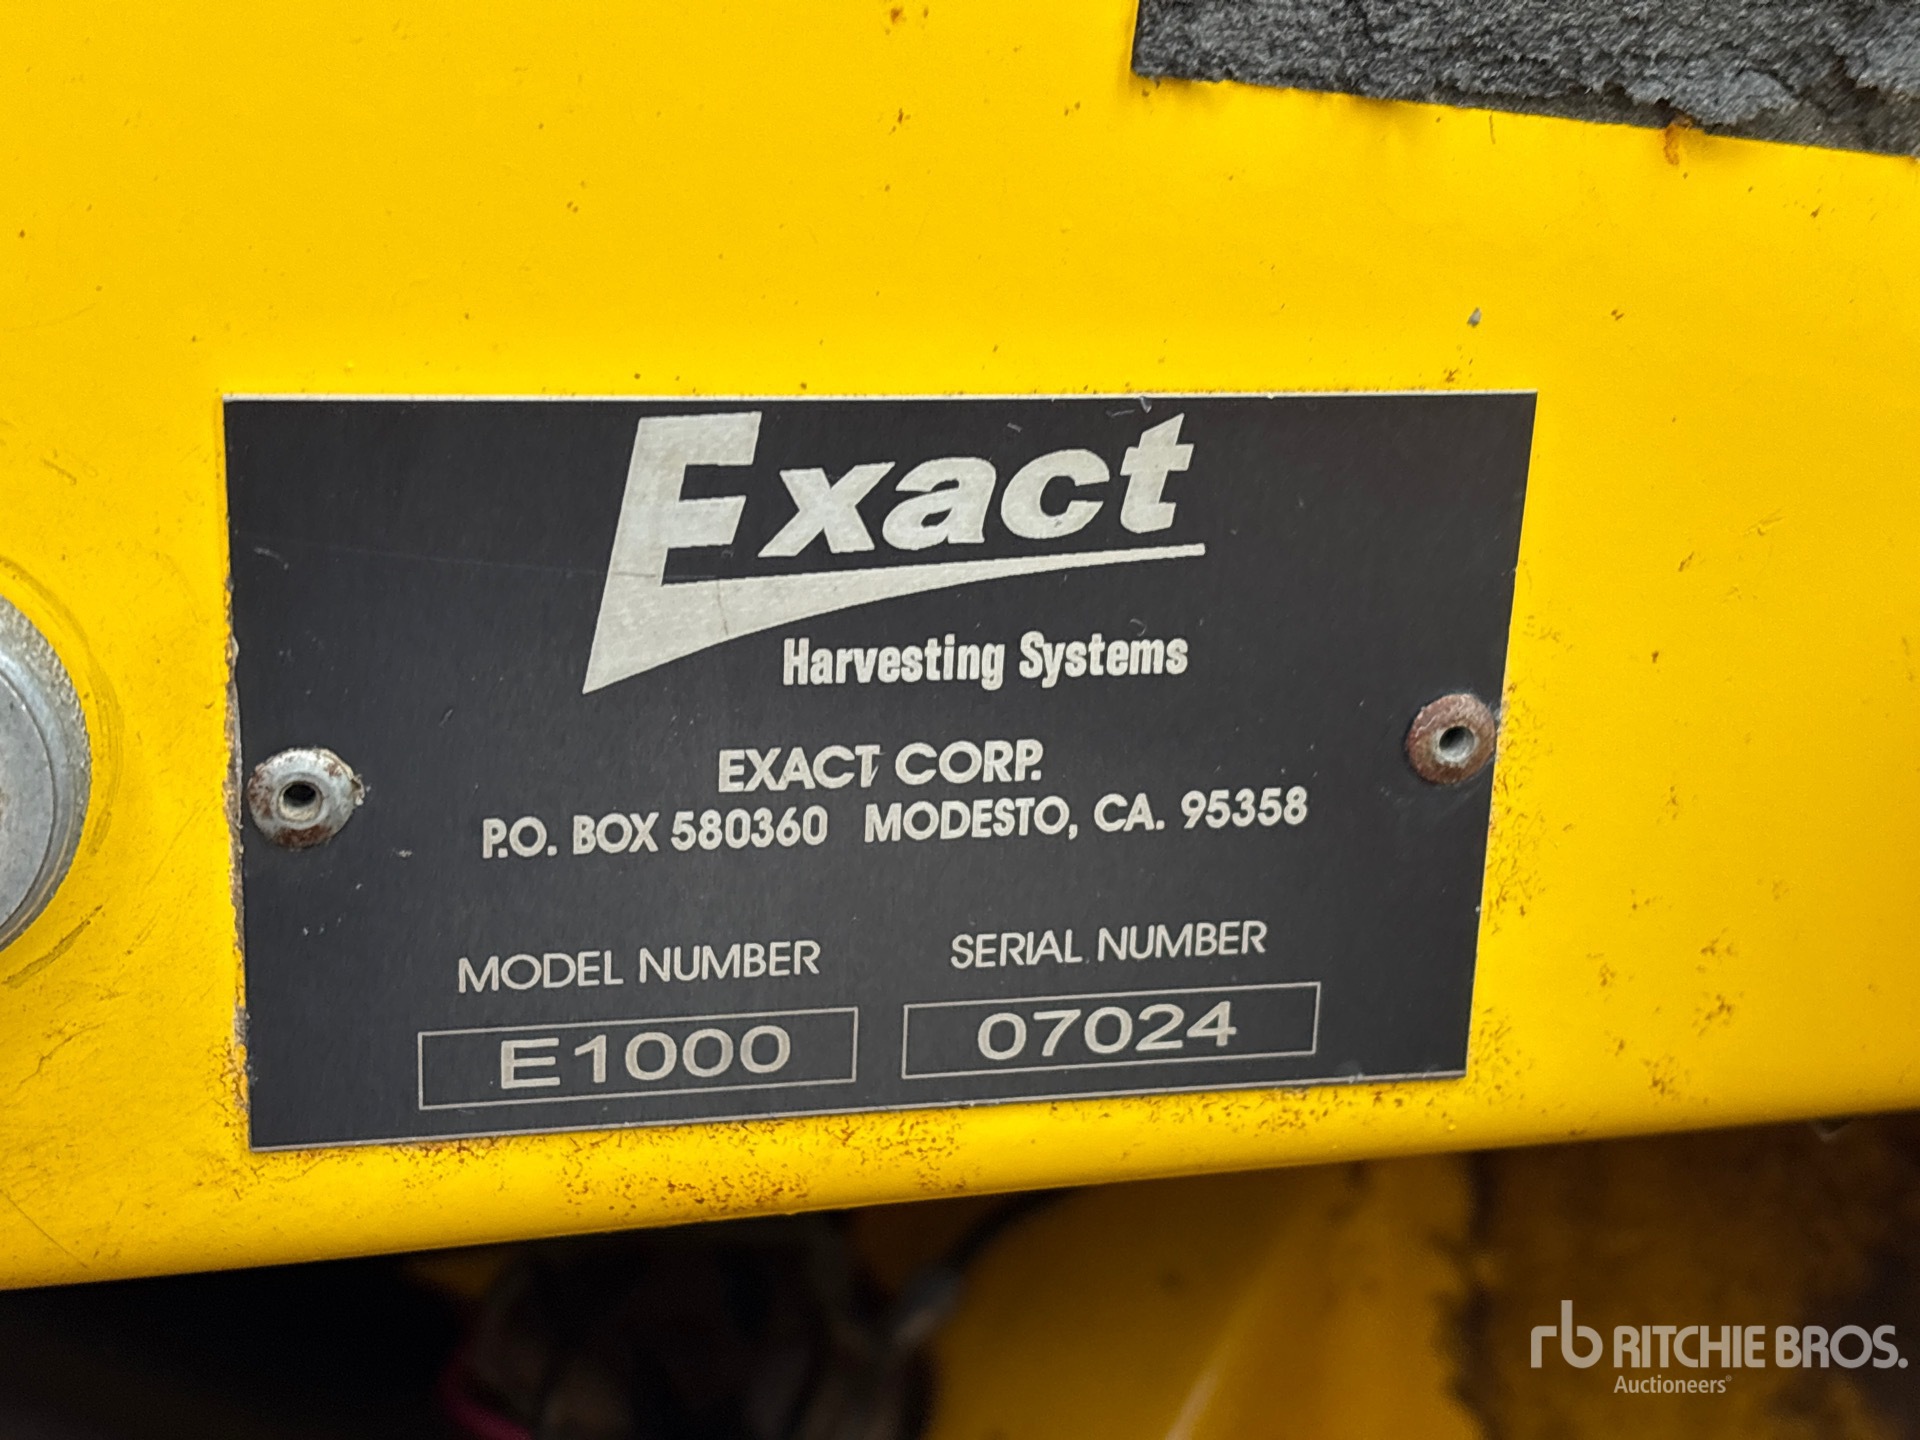 Exact
Harvesting Systems
EXACT CORP.
P.O. BOX 580360 MODESTO, CA. 95358
MODEL NUMBER SERIAL NUMBER
E1000 07024
rb RITCHIE BROS.
Auctioneers®